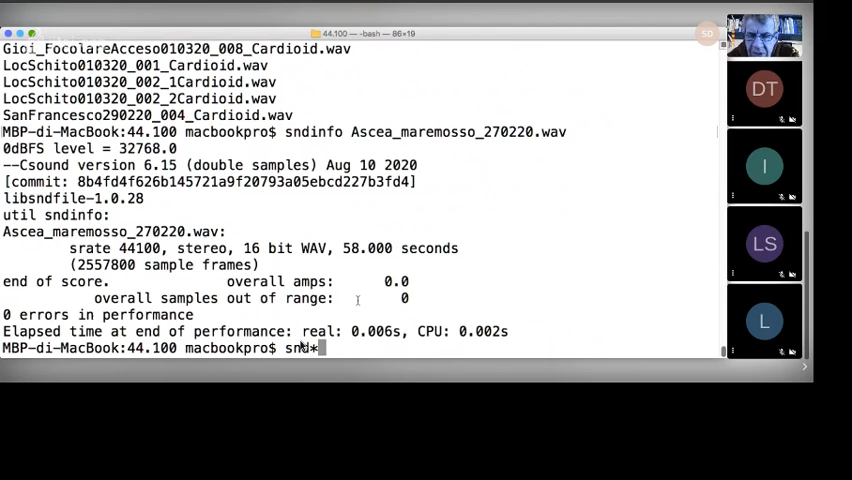 44.100 — -bash — 86×19
SD
Gioi_FocolareAcceso010320_008_Cardioid.wav
LocSchito010320_001_Cardioid.wav
LocSchito010320_002_1Cardioid.wav
LocSchito010320_002_2Cardioid.wav
SanFrancesco290220_004_Cardioid.wav
MBP-di-MacBook:44.100 macbookpro$ sndinfo Ascea_maremosso_270220.wav
0dBFS level = 32768.0
--Csound version 6.15 (double samples) Aug 10 2020
[commit: 8b4fd4f626b145721a9f20793a05ebcd227b3fd4]
libsndfile-1.0.28
util sndinfo:
Ascea_maremosso_270220.wav:
srate 44100, stereo, 16 bit WAV, 58.000 seconds
(2557800 sample frames)
end of score. overall amps: 0.0
overall samples out of range: 0
0 errors in performance
Elapsed time at end of performance: real: 0.006s, CPU: 0.002s
MBP-di-MacBook:44.100 macbookpro$ snd*
DT
I
LS
L